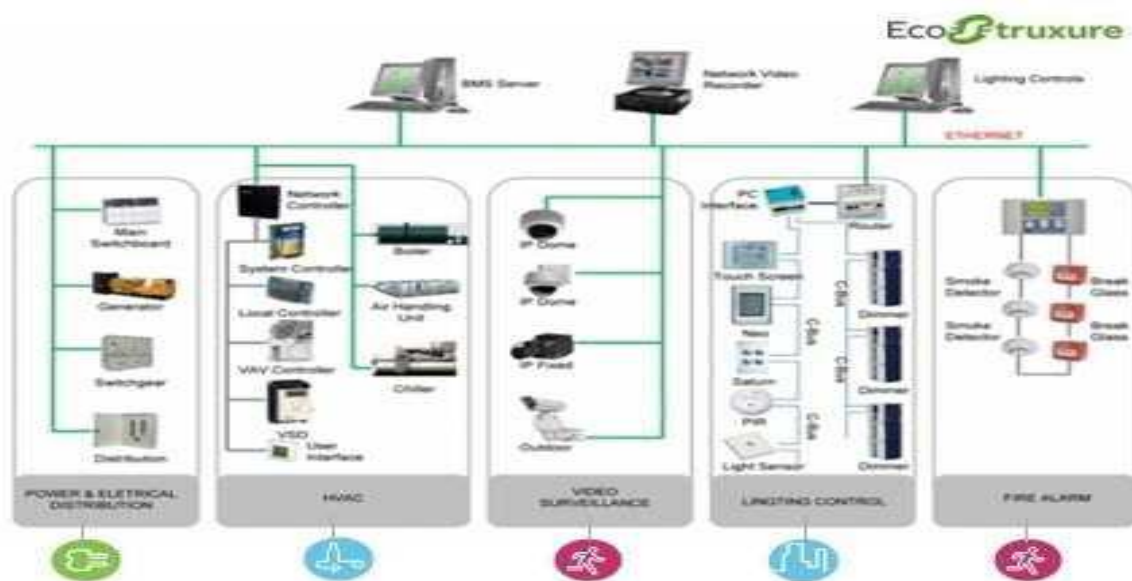 EcoStruxure
BMS Server
Network Video
Recorder
Lighting Controls
ETHERNET
Main
Switchboard
Generator
Switchgear
Distribution
POWER & ELETRICAL
DISTRIBUTION
Network
Controller
System Controller
Local Controller
VAV Controller
VSD
User
Interface
Boiler
Air Handling
Unit
Chiller
HVAC
IP Dome
IP Dome
IP Fixed
Outdoor
VIDEO
SURVEILLANCE
PC
Interface
Router
Touch Screen
Neo
Saturn
PIR
Light Sensor
C-Bus
C-Bus
C-Bus
C-Bus
Dimmer
Dimmer
Dimmer
LINGTING CONTROL
Smoke
Detector
Smoke
Detector
Break
Glass
Break
Glass
FIRE ALARM